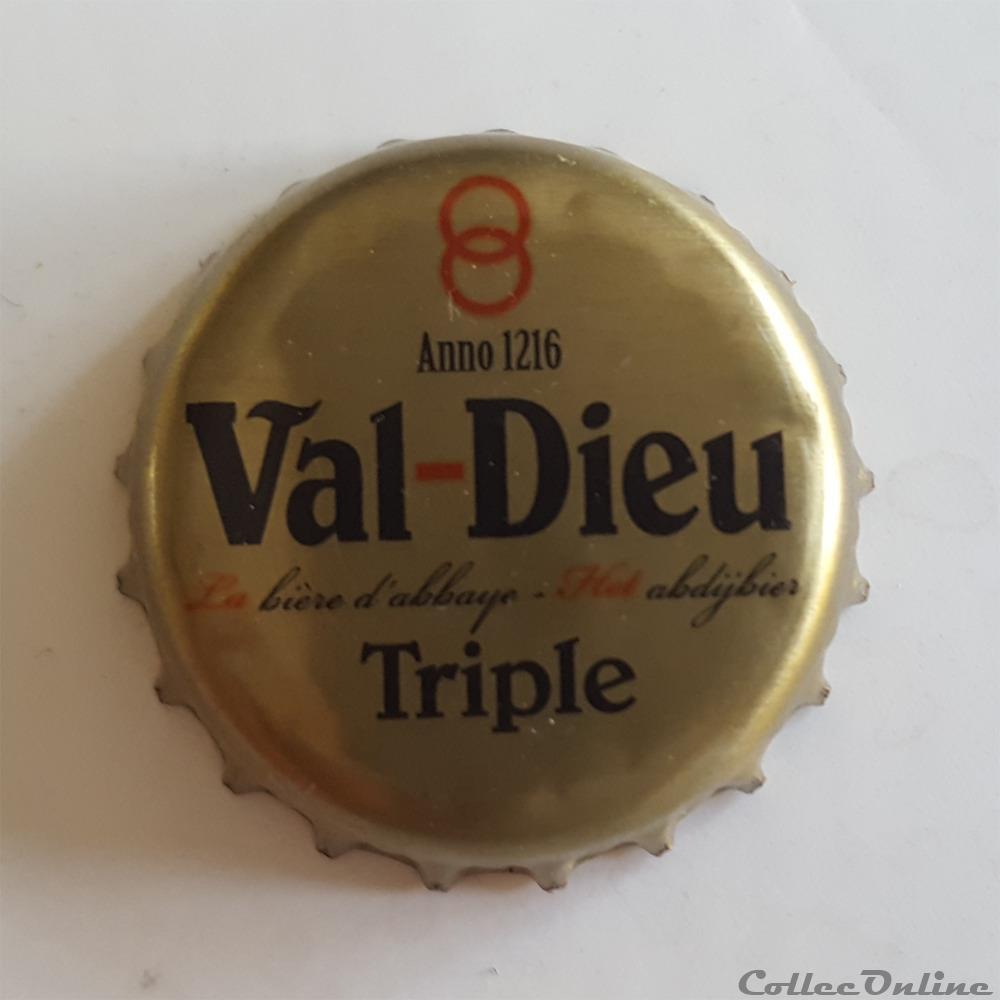 Anno 1216
Val-Dieu
La bière d'abbaye - Het abdijbier
Triple
CollecOnline